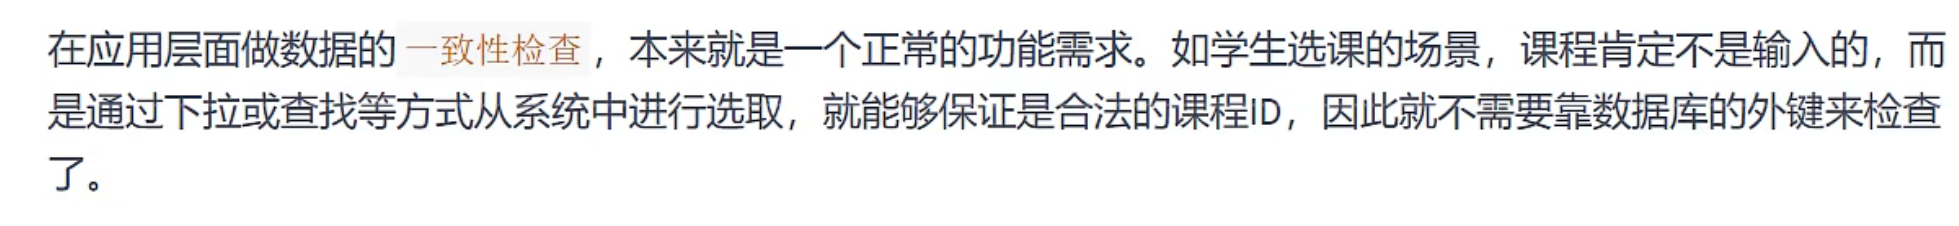 在应用层面做数据的 一致性检查 ，本来就是一个正常的功能需求。如学生选课的场景，课程肯定不是输入的，而
是通过下拉或查找等方式从系统中进行选取，就能够保证是合法的课程ID，因此就不需要靠数据库的外键来检查
了。